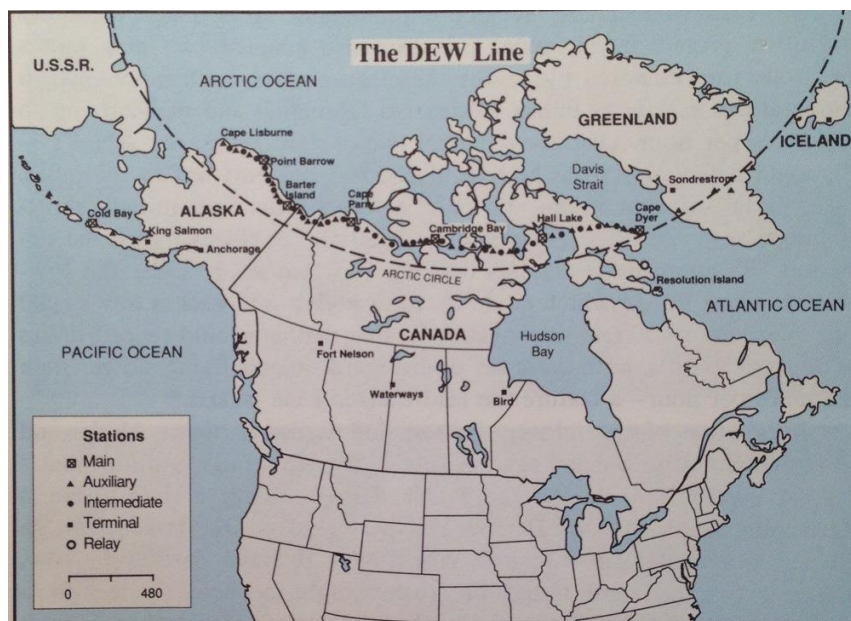 The DEW Line
U.S.S.R.
ARCTIC OCEAN
GREENLAND
ICELAND
Cape Lisburne
Point Barrow
Davis
Strait
Sondrestrom
Barter
Island
Cape
Parry
ALASKA
Cold Bay
Cambridge Bay
Hall Lake
Cape
Dyer
King Salmon
Anchorage
ARCTIC CIRCLE
Resolution Island
ATLANTIC OCEAN
CANADA
Hudson
Bay
PACIFIC OCEAN
Fort Nelson
Waterways
Bird
Stations
Main
Auxiliary
Intermediate
Terminal
Relay
0 480